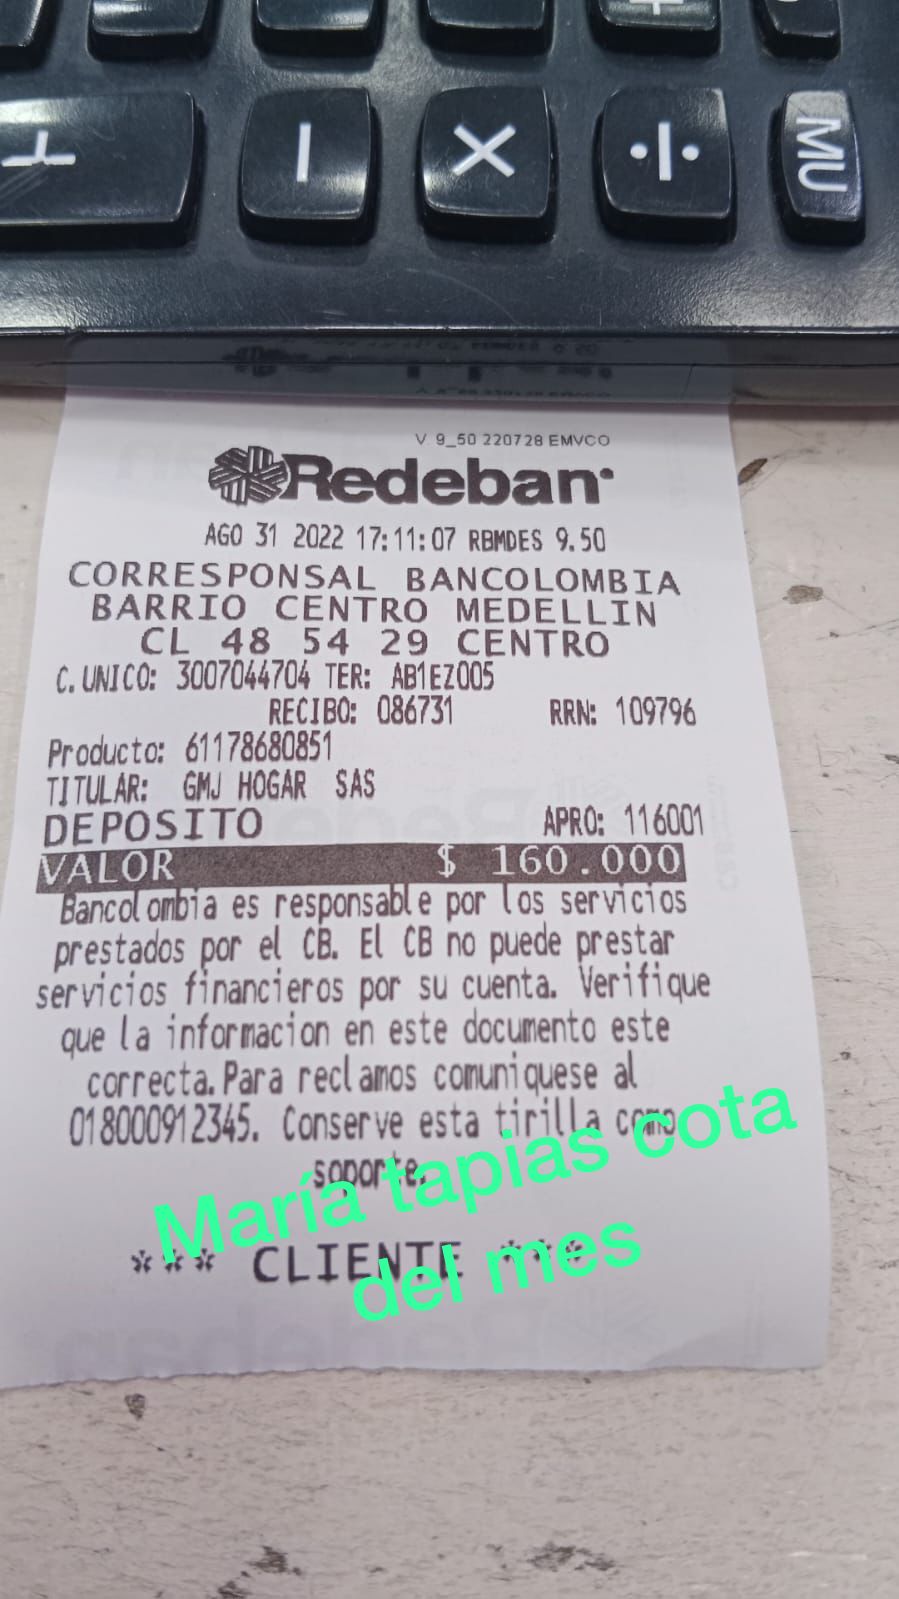 MU
V 9_50 220728 EMVCO
Redeban
AGO 31 2022 17:11:07 RBMDES 9.50
CORRESPONSAL BANCOLOMBIA
BARRIO CENTRO MEDELLIN
CL 48 54 29 CENTRO
C. UNICO: 3007044704 TER: AB1EZ005
RECIBO: 086731 RRN: 109796
Producto: 61178680851
TITULAR: GMJ HOGAR SAS
DEPOSITO APRO: 116001
VALOR $ 160.000
Bancolombia es responsable por los servicios
prestados por el CB. El CB no puede prestar
servicios financieros por su cuenta. Verifique
que la informacion en este documento este
correcta. Para reclamos comuniquese al
018000912345. Conserve esta tirilla como
soporte.
María tapias cota
del mes
*** CLIENTE ***